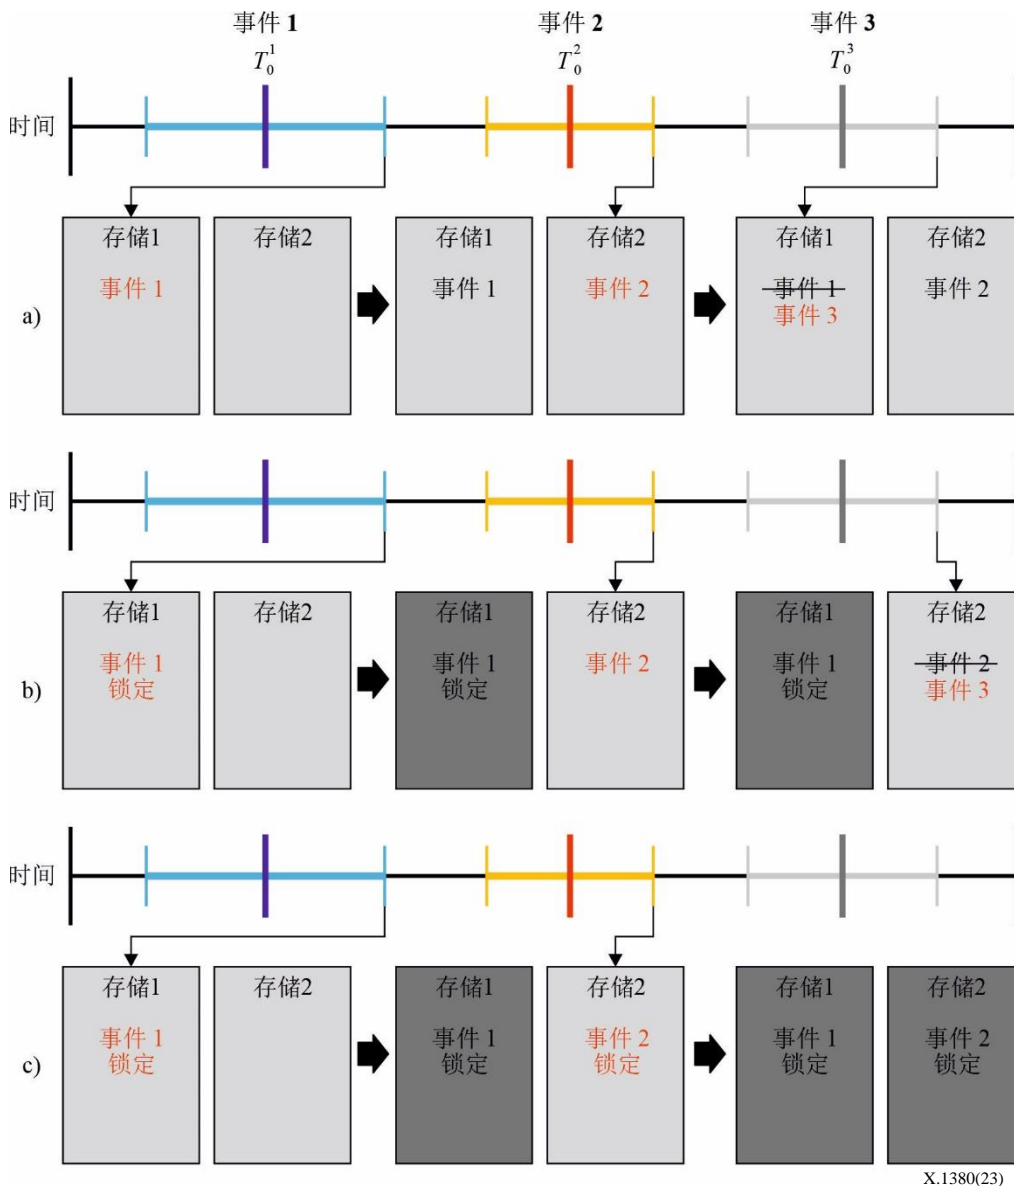 事件 1 事件 2 事件 3
T₀¹ T₀² T₀³
时间
存储1 存储2 存储1 存储2 存储1 存储2
事件 1 事件 1 事件 2 事件 1 事件 2
事件 3
a)
时间
存储1 存储2 存储1 存储2 存储1 存储2
事件 1 事件 1 事件 2 事件 1 事件 2
锁定 锁定 锁定 事件 3
b)
时间
存储1 存储2 存储1 存储2 存储1 存储2
事件 1 事件 1 事件 2 事件 1 事件 2
锁定 锁定 锁定 锁定 锁定
c)
X.1380(23)